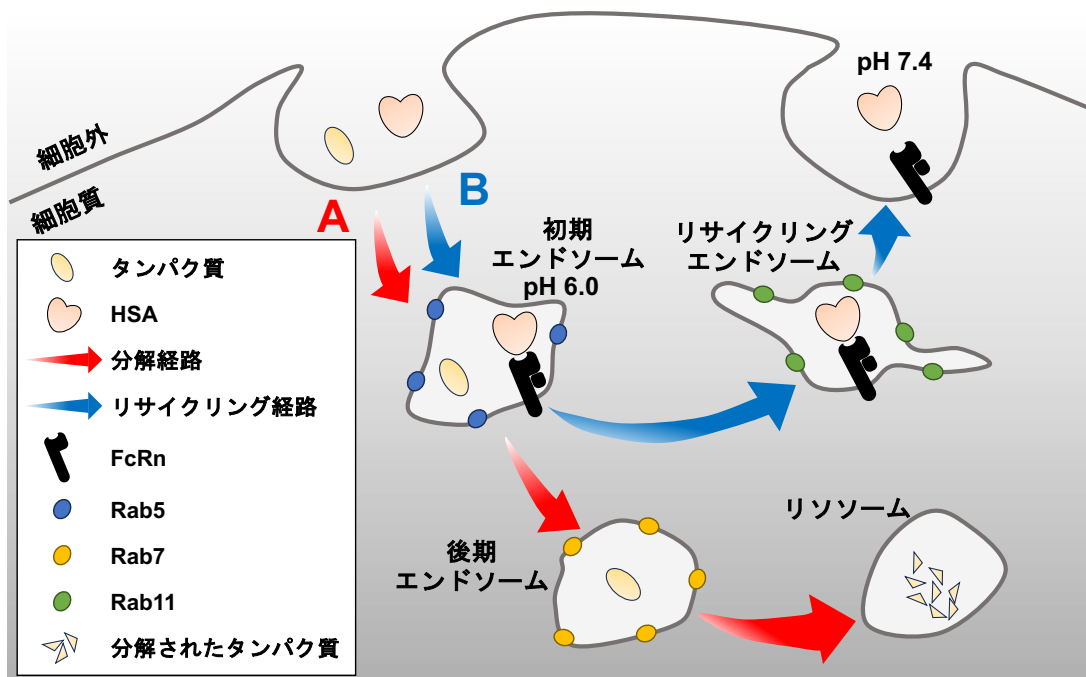 pH 7.4
細胞外
細胞質
A
B
初期
エンドソーム
pH 6.0
リサイクリング
エンドソーム
タンパク質
HSA
分解経路
リサイクリング経路
FcRn
Rab5
Rab7
Rab11
分解されたタンパク質
後期
エンドソーム
リソソーム